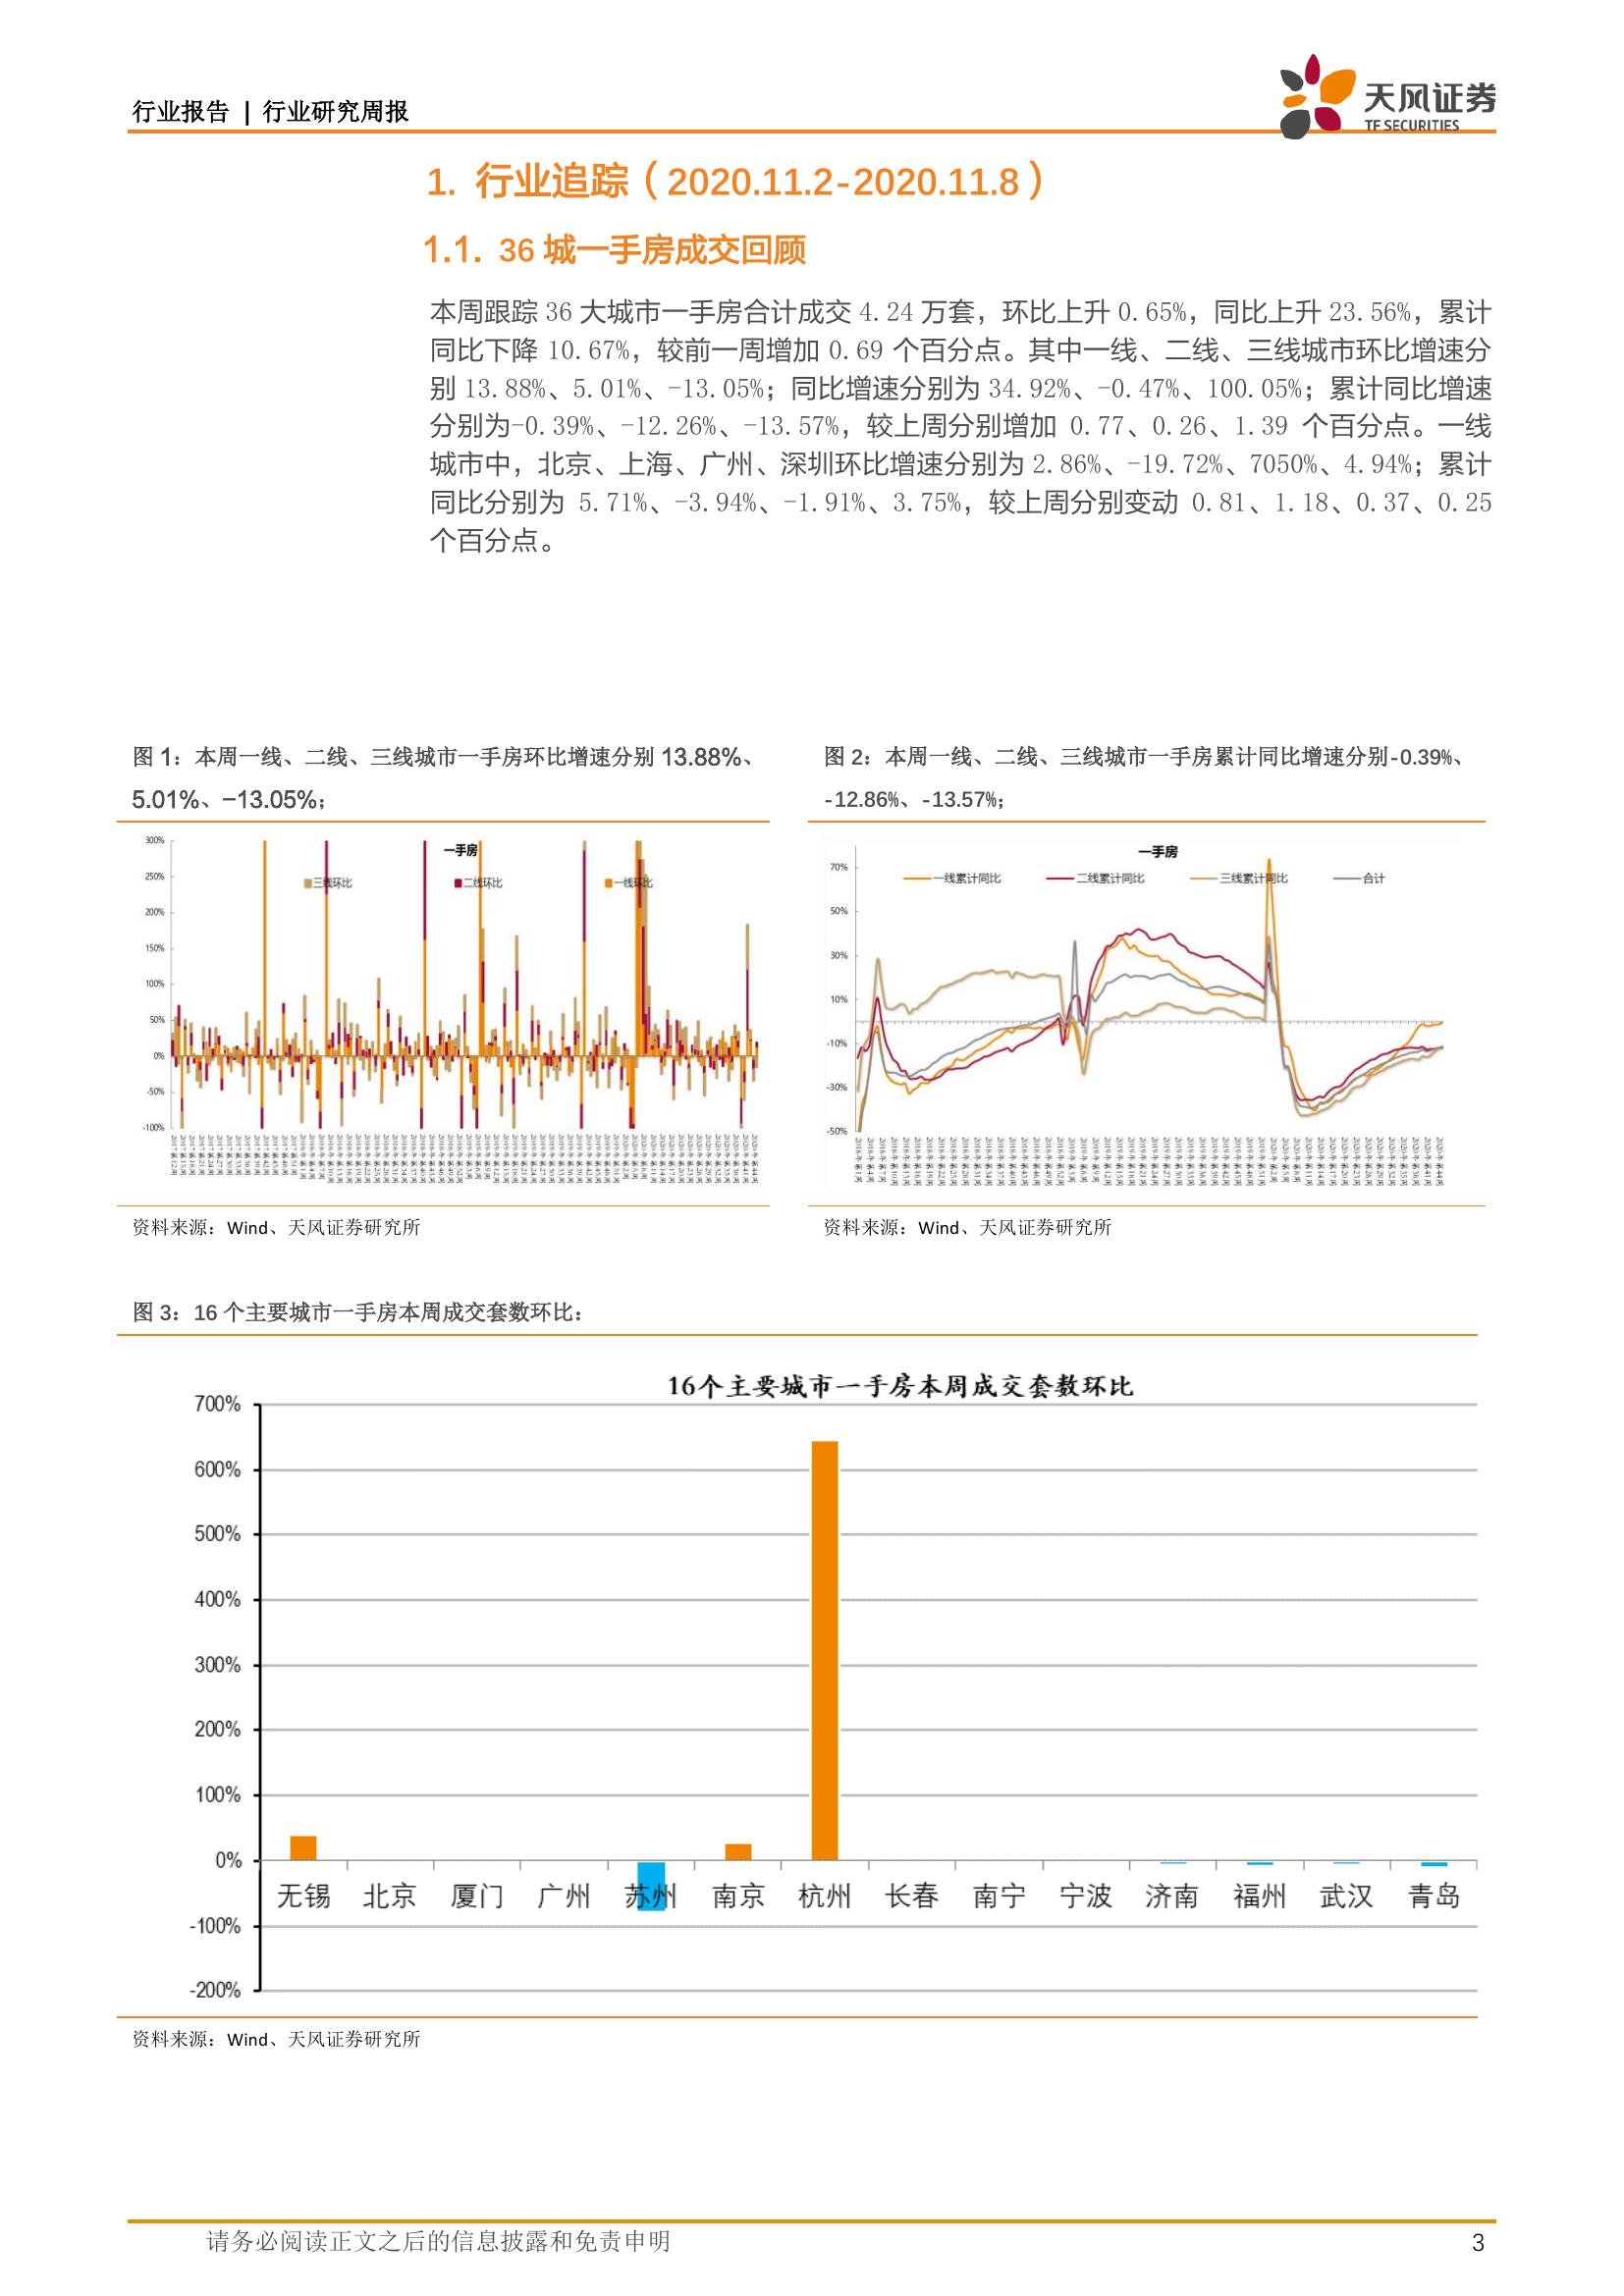 行业报告 | 行业研究周报
天风证券
TF SECURITIES
1. 行业追踪（2020.11.2-2020.11.8）
1.1. 36 城一手房成交回顾
本周跟踪 36 大城市一手房合计成交 4.24 万套，环比上升 0.65%，同比上升 23.56%，累计
同比下降 10.67%，较前一周增加 0.69 个百分点。其中一线、二线、三线城市环比增速分
别 13.88%、5.01%、-13.05%；同比增速分别为 34.92%、-0.47%、100.05%；累计同比增速
分别为-0.39%、-12.26%、-13.57%，较上周分别增加 0.77、0.26、1.39 个百分点。一线
城市中，北京、上海、广州、深圳环比增速分别为 2.86%、-19.72%、7050%、4.94%；累计
同比分别为 5.71%、-3.94%、-1.91%、3.75%，较上周分别变动 0.81、1.18、0.37、0.25
个百分点。
图 1：本周一线、二线、三线城市一手房环比增速分别 13.88%、
5.01%、-13.05%；
一手房
三线环比 二线环比 一线环比
300%
250%
200%
150%
100%
50%
0%
-50%
-100%
资料来源：Wind、天风证券研究所
图 2：本周一线、二线、三线城市一手房累计同比增速分别-0.39%、
-12.86%、-13.57%；
一手房
一线累计同比 二线累计同比 三线累计同比 合计
70%
50%
30%
10%
-10%
-30%
-50%
资料来源：Wind、天风证券研究所
图 3：16 个主要城市一手房本周成交套数环比：
16个主要城市一手房本周成交套数环比
700%
600%
500%
400%
300%
200%
100%
0%
无锡 北京 厦门 广州 苏州 南京 杭州 长春 南宁 宁波 济南 福州 武汉 青岛
-100%
-200%
资料来源：Wind、天风证券研究所
请务必阅读正文之后的信息披露和免责申明
3